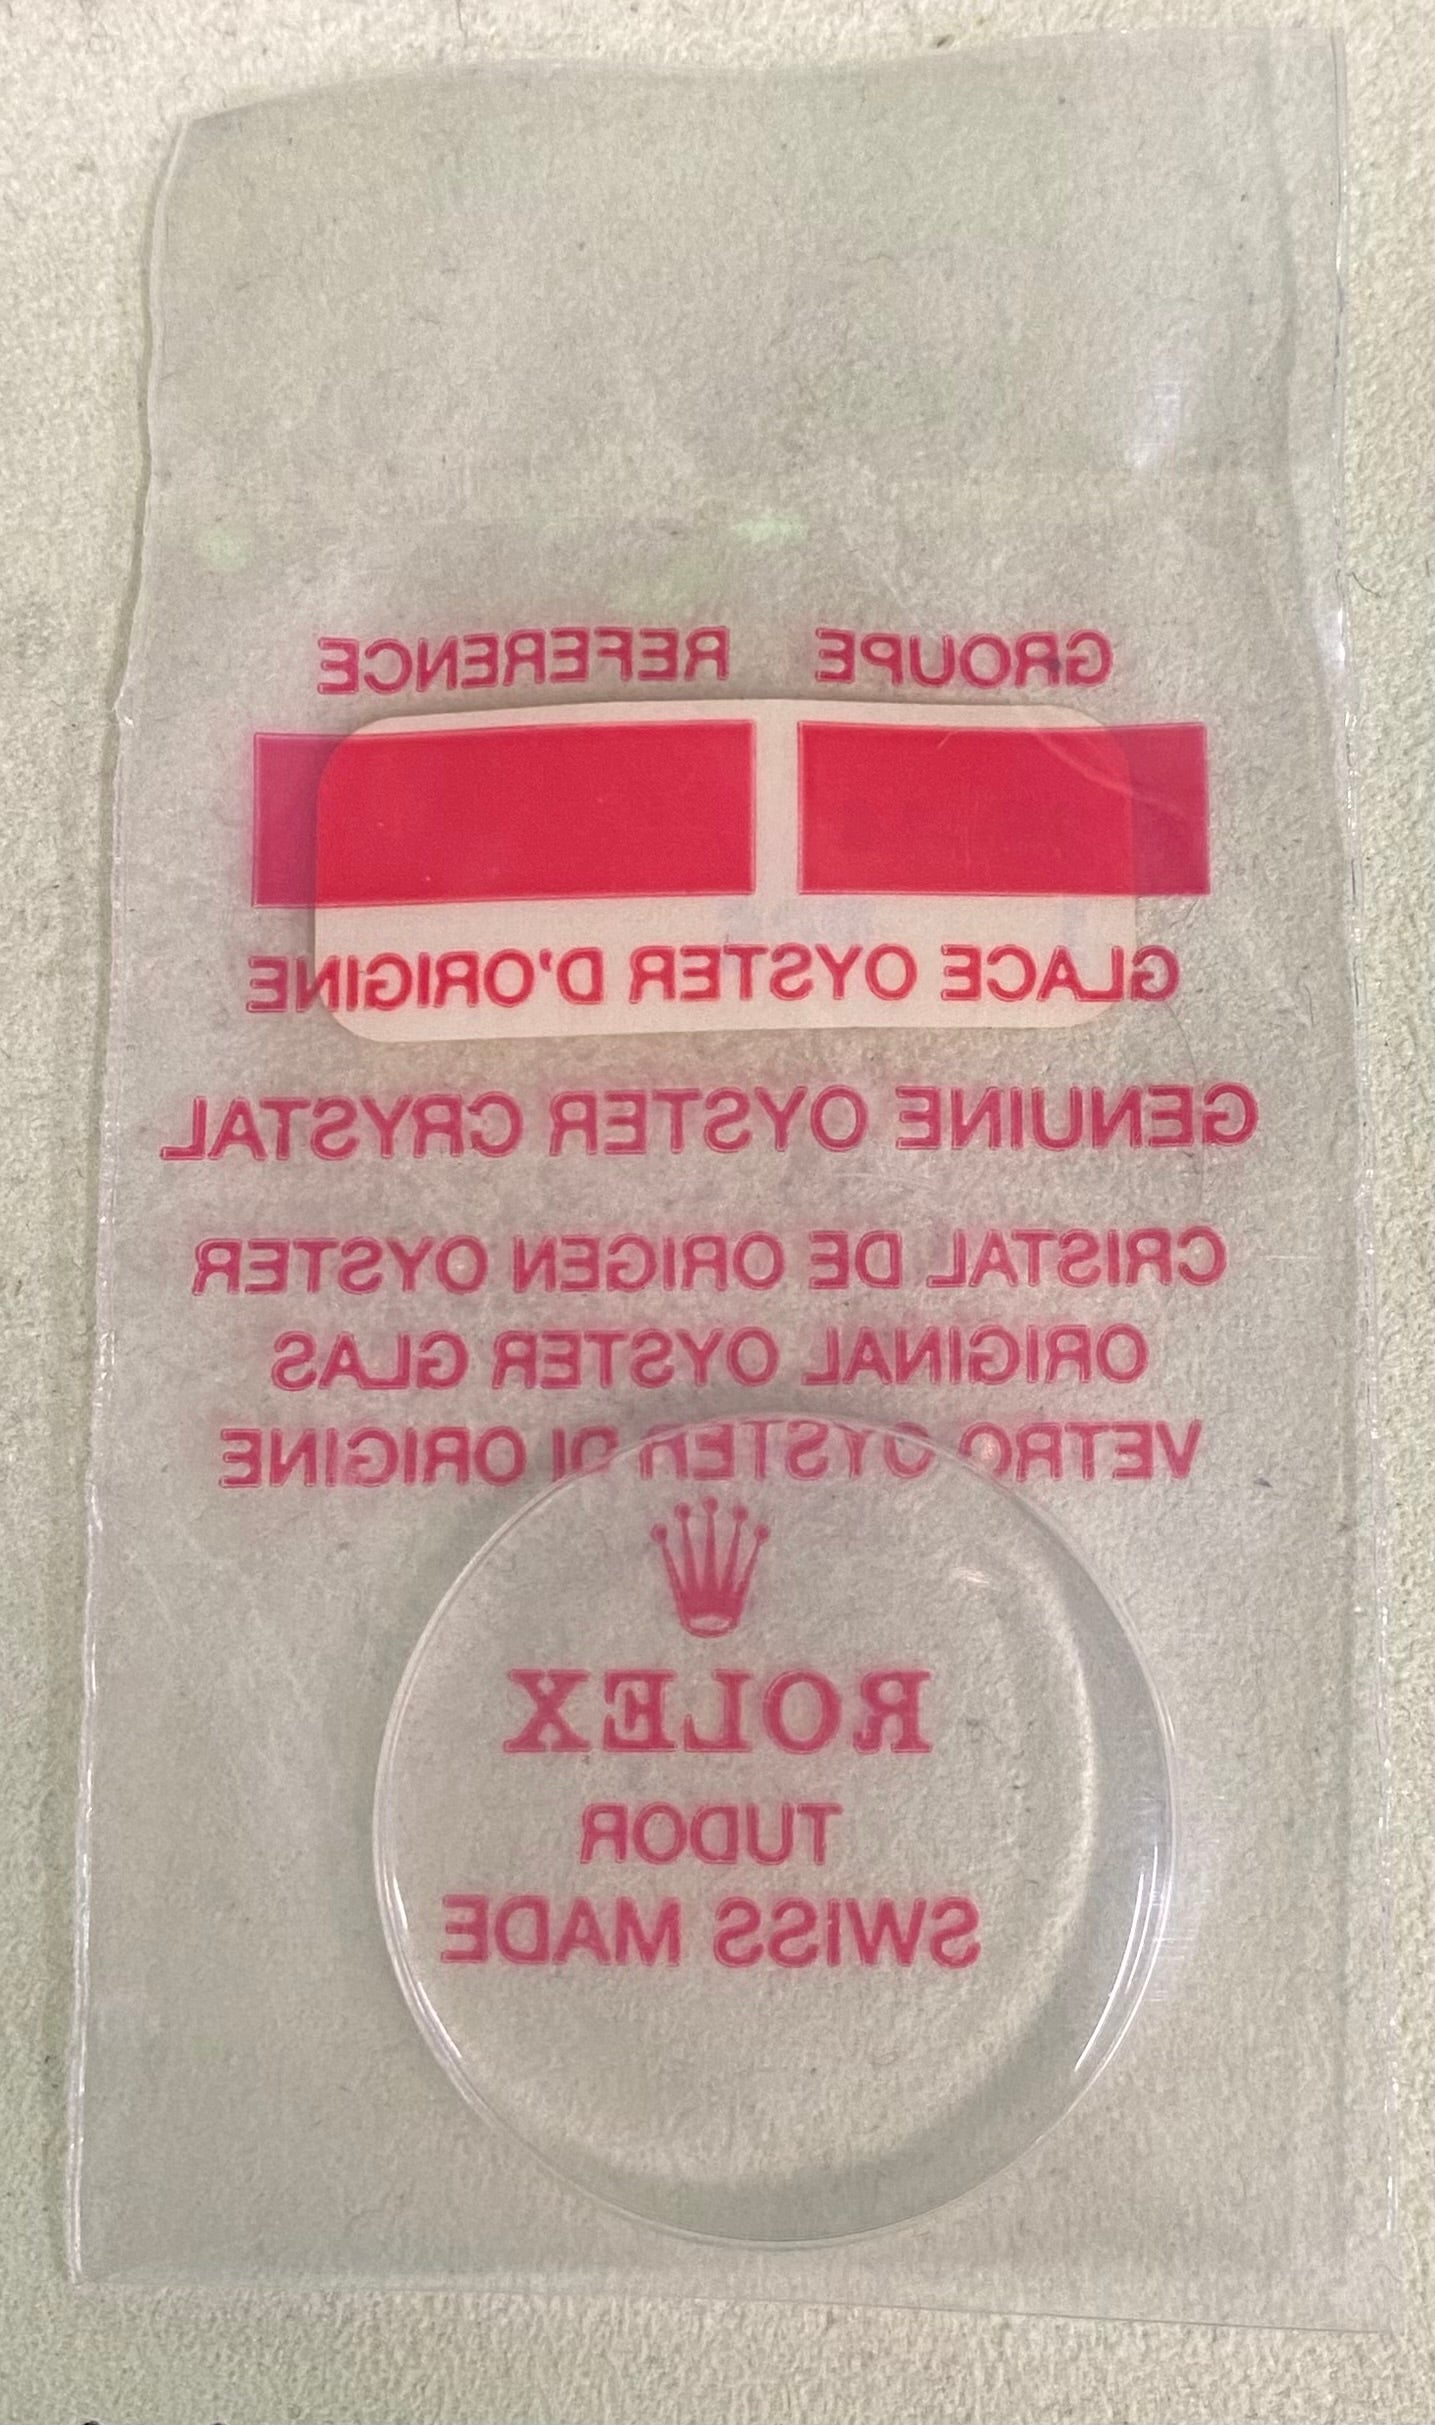 GROUPE REFERENCE
GLACE OYSTER D'ORIGINE
GENUINE OYSTER CRYSTAL
CRISTAL DE ORIGEN OYSTER
ORIGINAL OYSTER GLAS
VETRO OYSTER DI ORIGINE
ROLEX
TUDOR
SWISS MADE